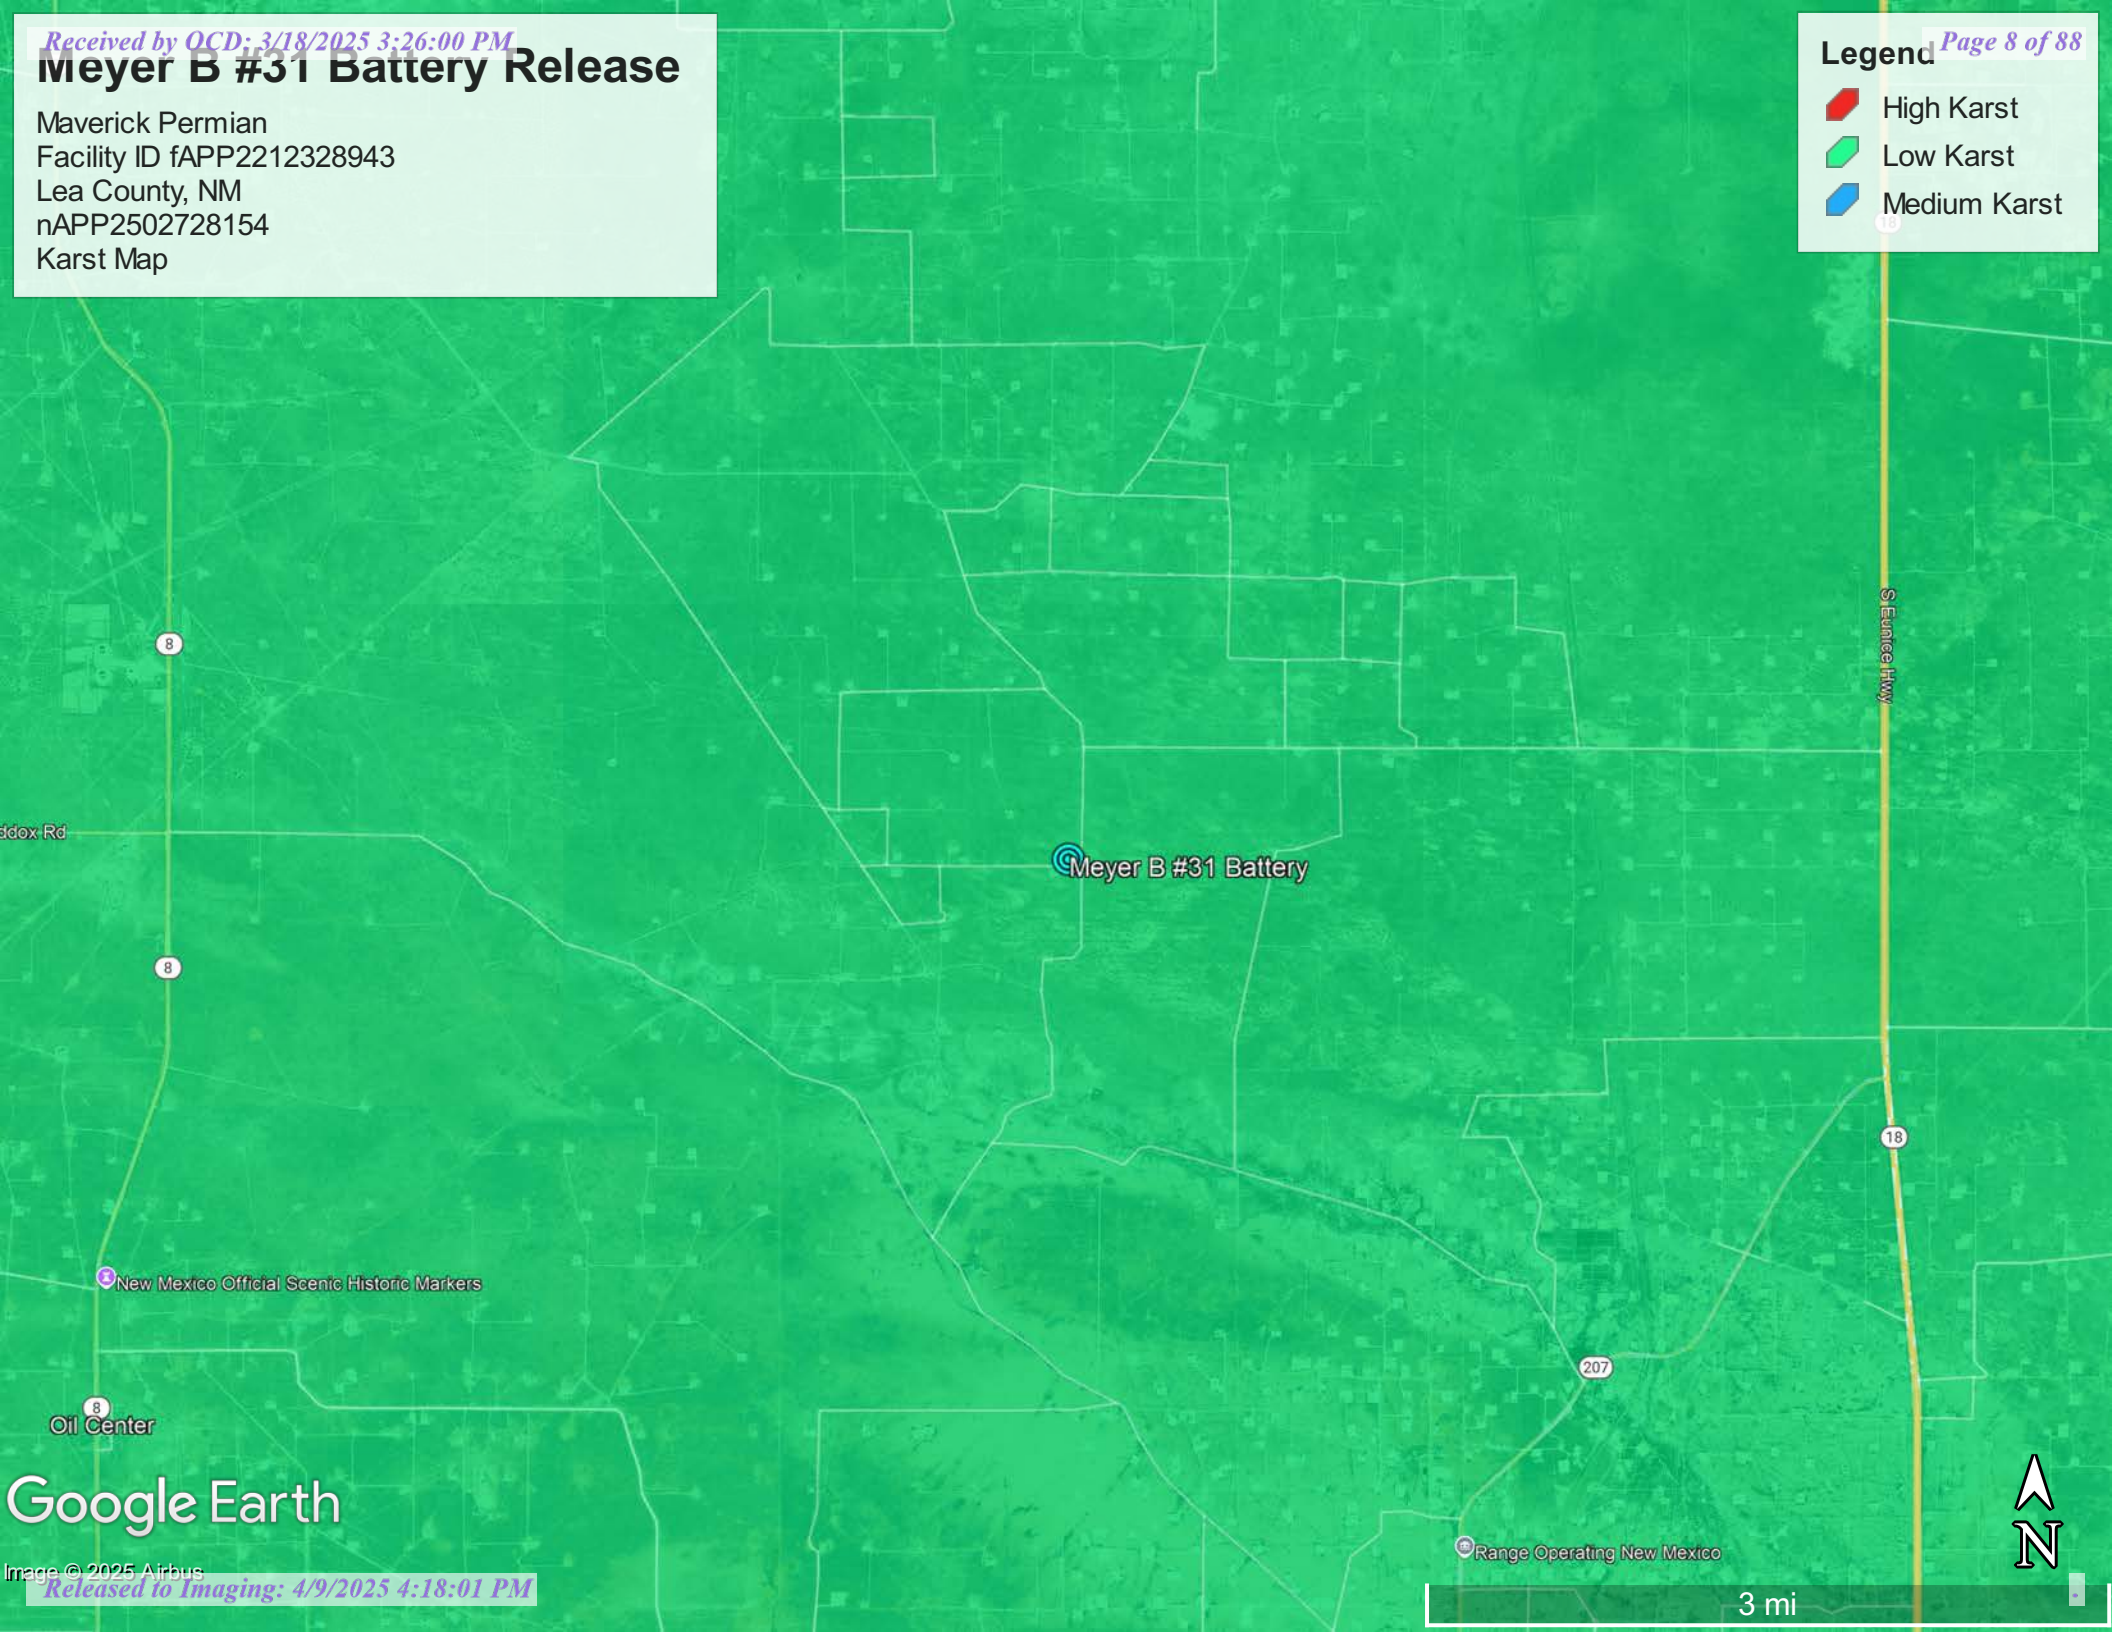 Received by OCD: 3/18/2025 3:26:00 PM
Page 8 of 88
Meyer B #31 Battery Release
Maverick Permian
Facility ID fAPP2212328943
Lea County, NM
nAPP2502728154
Karst Map
Legend
High Karst
Low Karst
Medium Karst
18
8
S Eunice Hwy
ddox Rd
Meyer B #31 Battery
8
18
New Mexico Official Scenic Historic Markers
207
8
Oil Center
Google Earth
Image © 2025 Airbus
Range Operating New Mexico
N
3 mi
Released to Imaging: 4/9/2025 4:18:01 PM